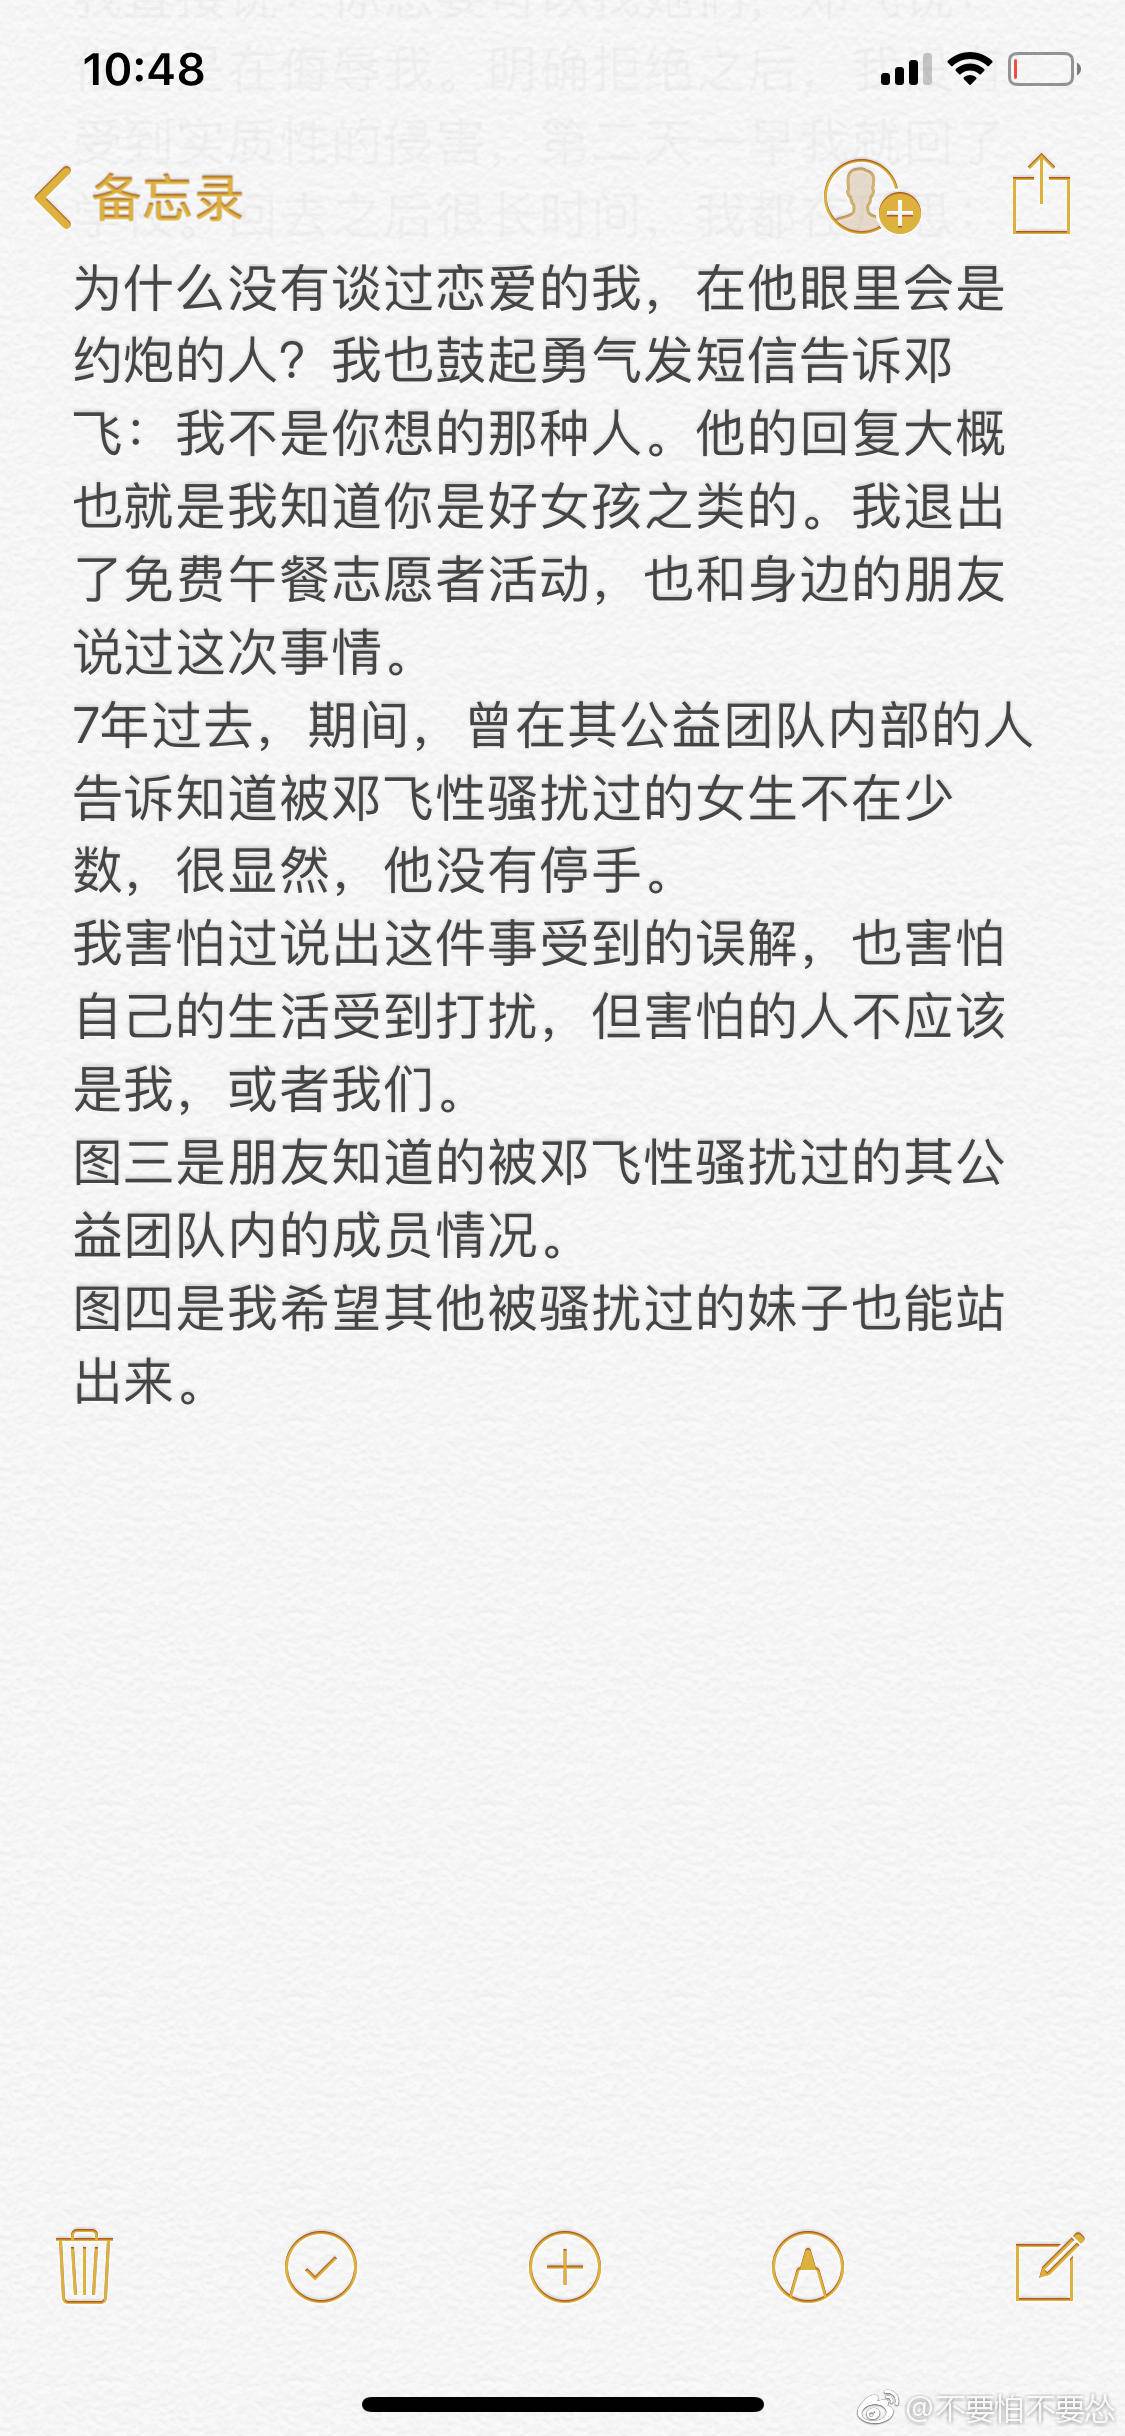 10:48
备忘录
为什么没有谈过恋爱的我，在他眼里会是
约炮的人？我也鼓起勇气发短信告诉邓
飞：我不是你想的那种人。他的回复大概
也就是我知道你是好女孩之类的。我退出
了免费午餐志愿者活动，也和身边的朋友
说过这次事情。
7年过去，期间，曾在其公益团队内部的人
告诉知道被邓飞性骚扰过的女生不在少
数，很显然，他没有停手。
我害怕过说出这件事受到的误解，也害怕
自己的生活受到打扰，但害怕的人不应该
是我，或者我们。
图三是朋友知道的被邓飞性骚扰过的其公
益团队内的成员情况。
图四是我希望其他被骚扰过的妹子也能站
出来。
@不要怕不要怂